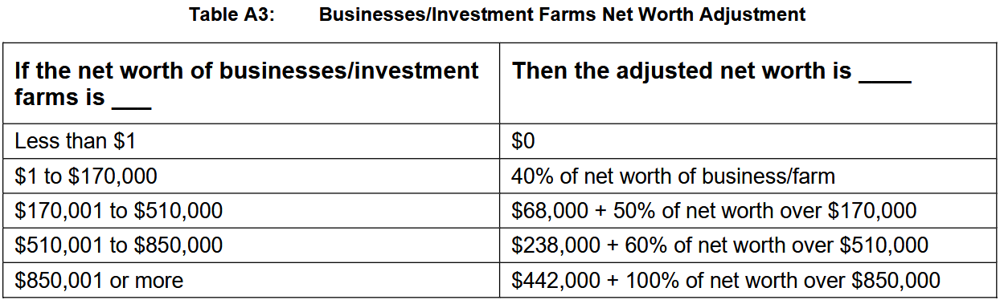 Table A3: Businesses/Investment Farms Net Worth Adjustment
If the net worth of businesses/investment
farms is ___
Then the adjusted net worth is ____
Less than $1
$0
$1 to $170,000
40% of net worth of business/farm
$170,001 to $510,000
$68,000 + 50% of net worth over $170,000
$510,001 to $850,000
$238,000 + 60% of net worth over $510,000
$850,001 or more
$442,000 + 100% of net worth over $850,000